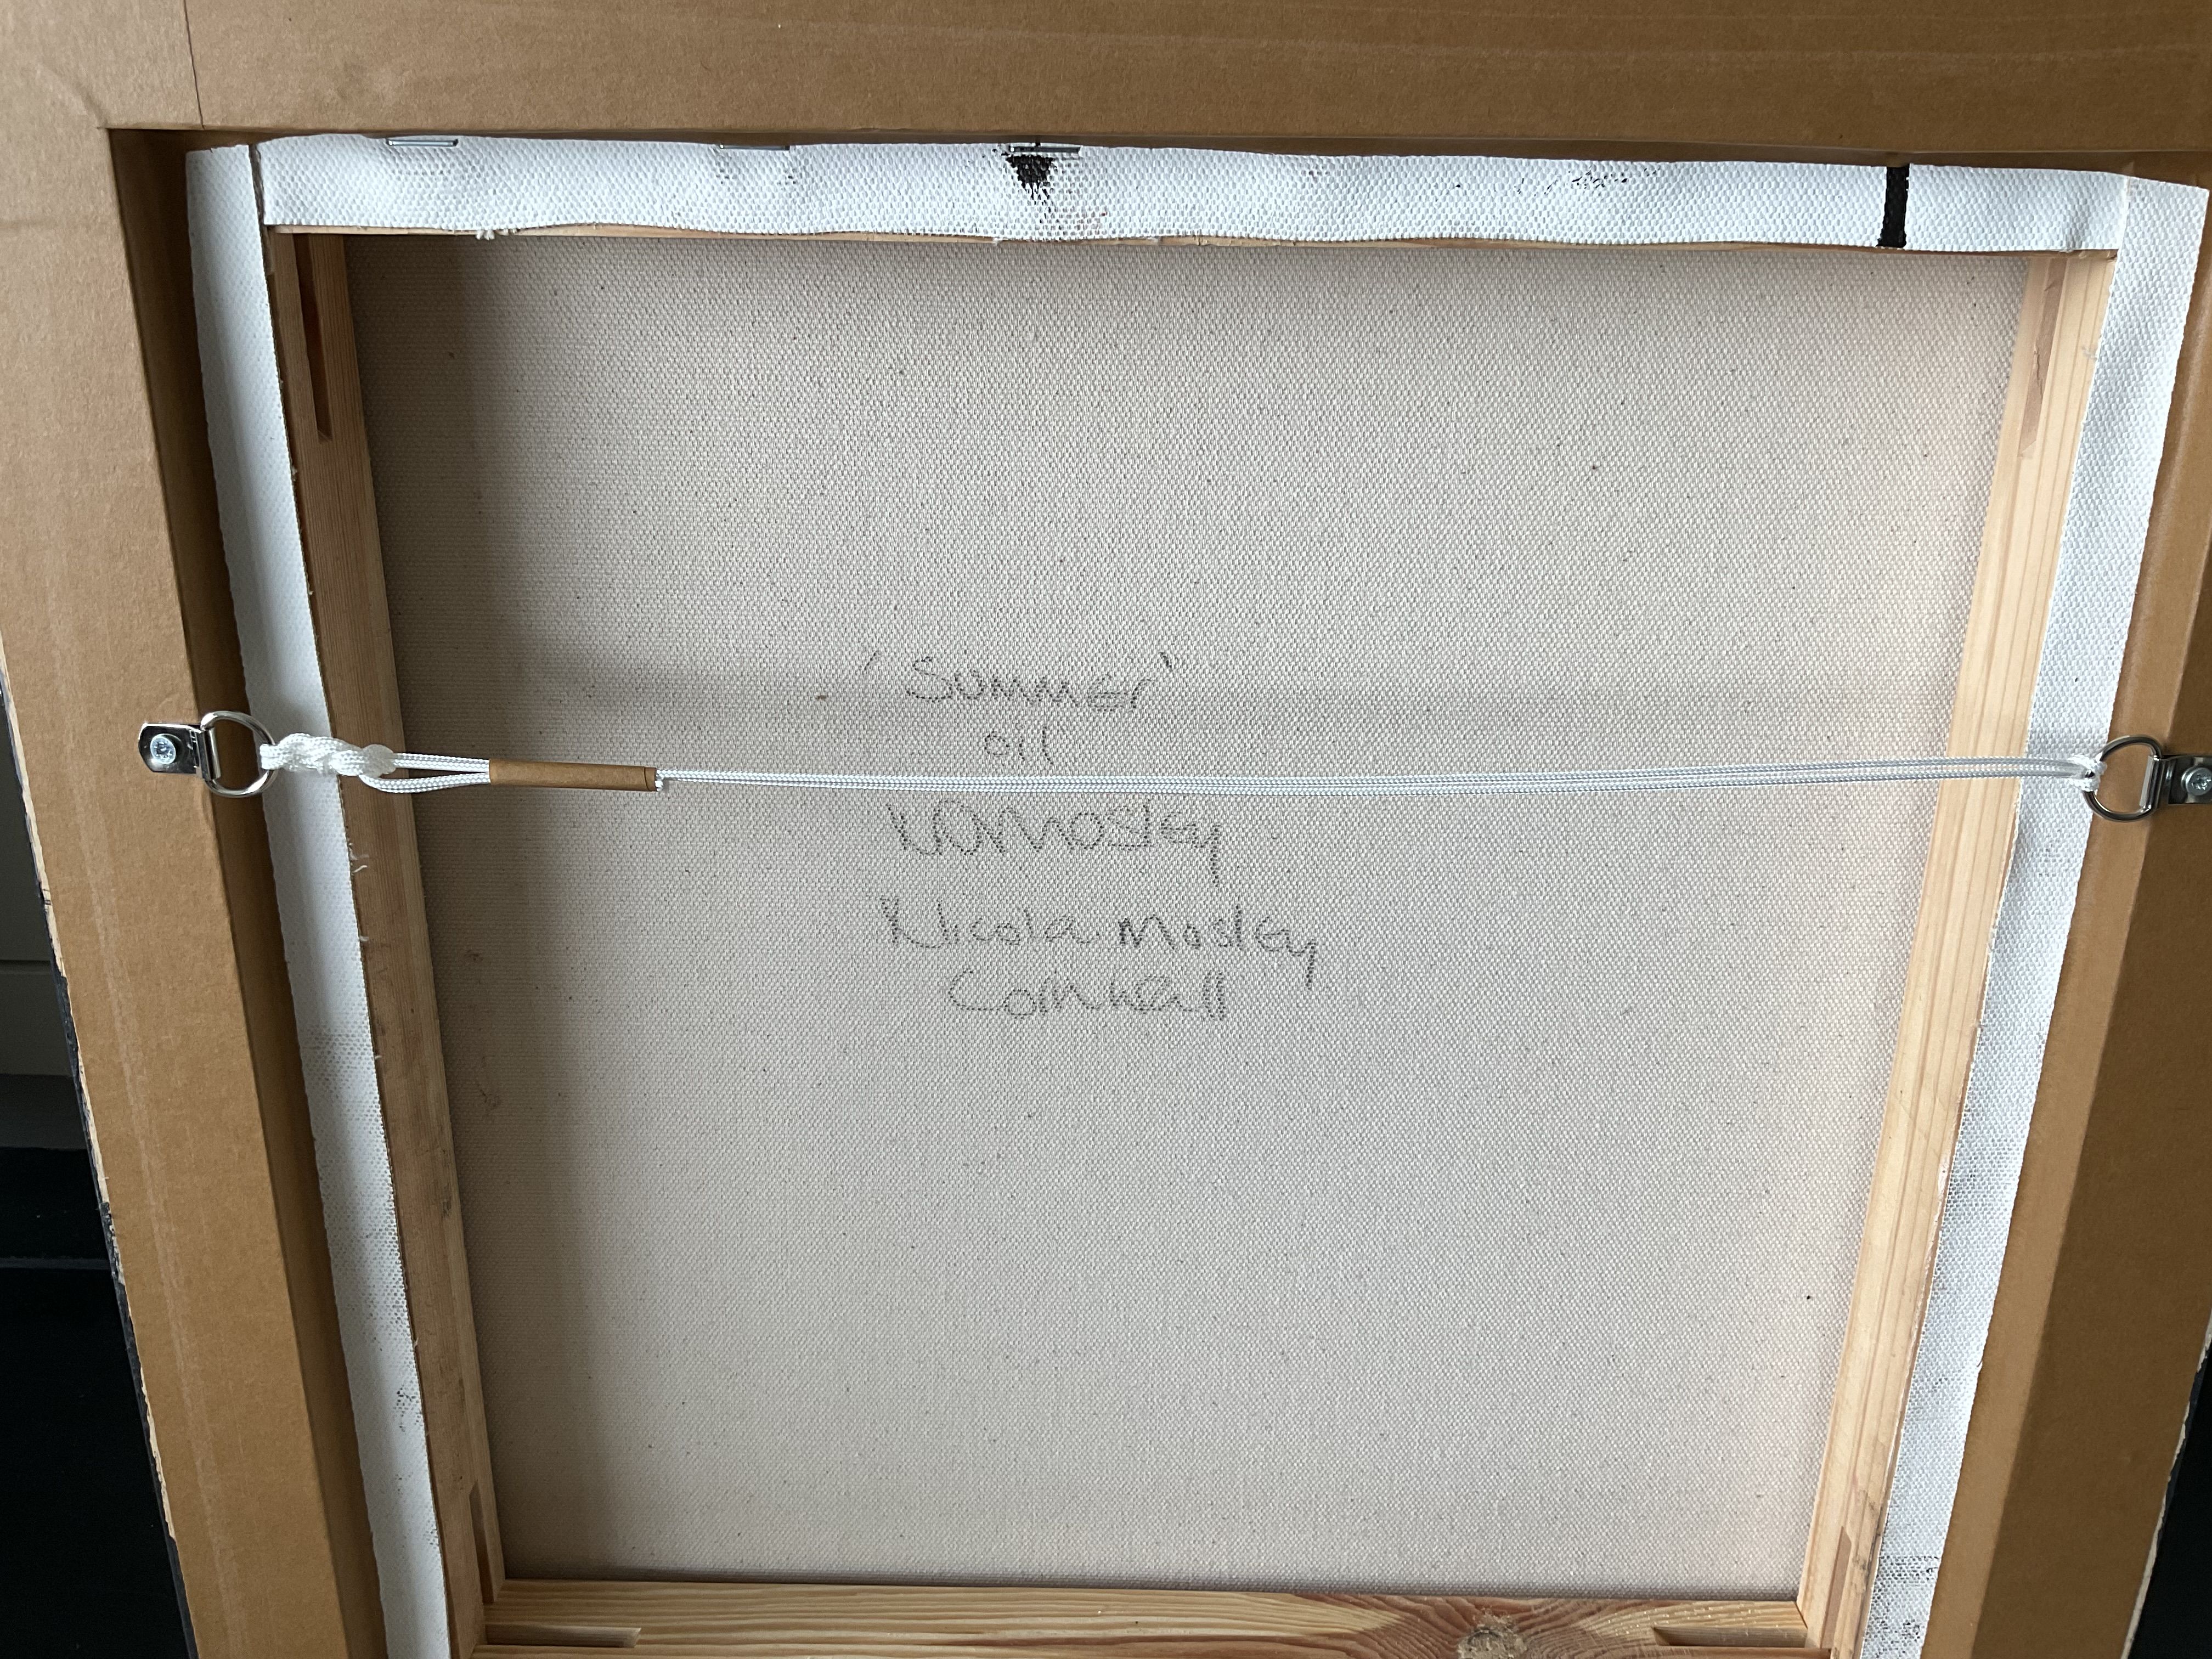 'Summer'
oil
Mosley
Nicola Mosley
Cornwall